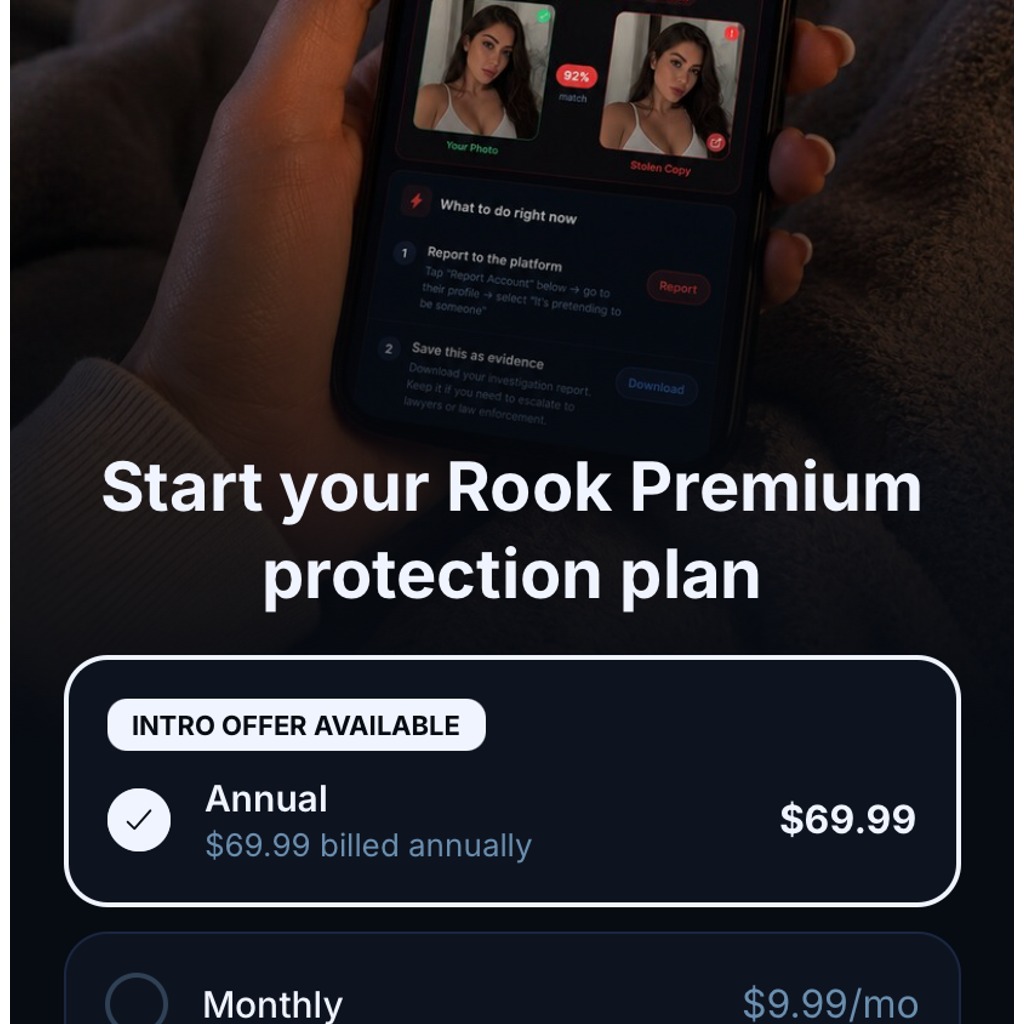 92%
match
Your Photo
Stolen Copy
What to do right now
1
Report to the platform
Tap "Report Account" below → go to
their profile → select "It's pretending to
be someone"
Report
2
Save this as evidence
Download your investigation report.
Keep it if you need to escalate to
lawyers or law enforcement.
Download
Start your Rook Premium
protection plan
INTRO OFFER AVAILABLE
Annual
$69.99 billed annually
$69.99
Monthly
$9.99/mo